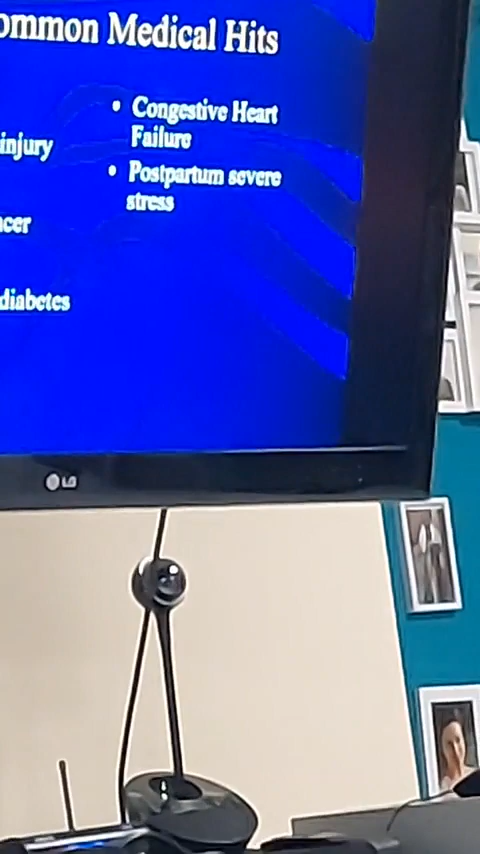 ommon Medical Hits
• Congestive Heart
Failure
• Postpartum severe
stress
injury
ncer
diabetes
LG